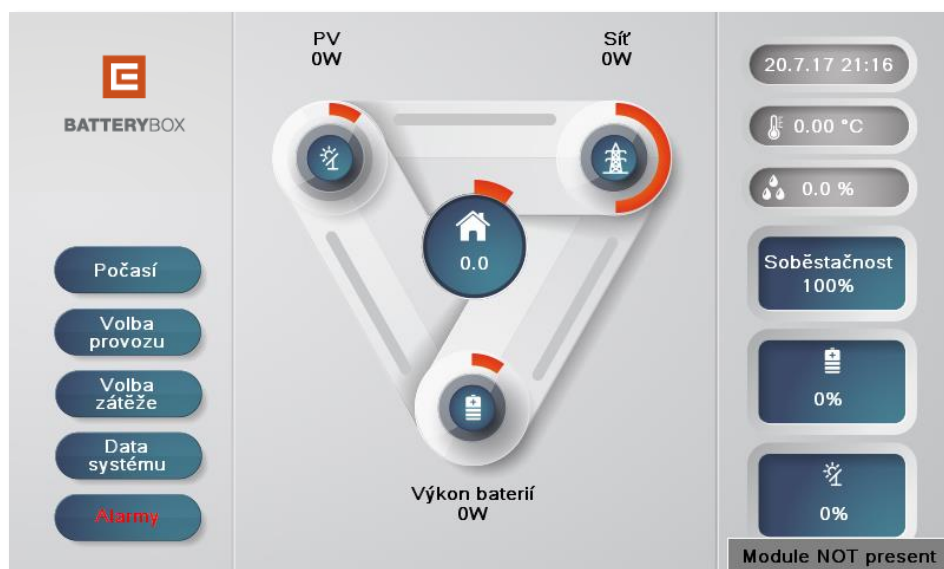 BATTERYBOX
Počasí
Volba
provozu
Volba
zátěže
Data
systému
Alarmy
PV
0W
Síť
0W
0.0
Výkon baterií
0W
20.7.17 21:16
0.00 °C
0.0 %
Soběstačnost
100%
0%
0%
Module NOT present